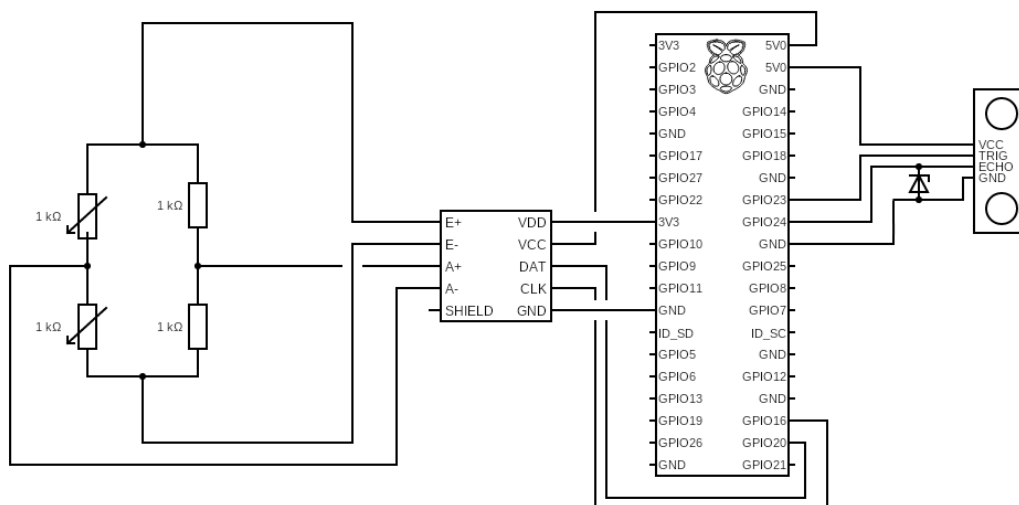 1 kΩ
1 kΩ
1 kΩ
1 kΩ
E+ VDD
E- VCC
A+ DAT
A- CLK
SHIELD GND
3V3 5V0
GPIO2 5V0
GPIO3 GND
GPIO4 GPIO14
GND GPIO15
GPIO17 GPIO18
GPIO27 GND
GPIO22 GPIO23
3V3 GPIO24
GPIO10 GND
GPIO9 GPIO25
GPIO11 GPIO8
GND GPIO7
ID_SD ID_SC
GPIO5 GND
GPIO6 GPIO12
GPIO13 GND
GPIO19 GPIO16
GPIO26 GPIO20
GND GPIO21
VCC
TRIG
ECHO
GND